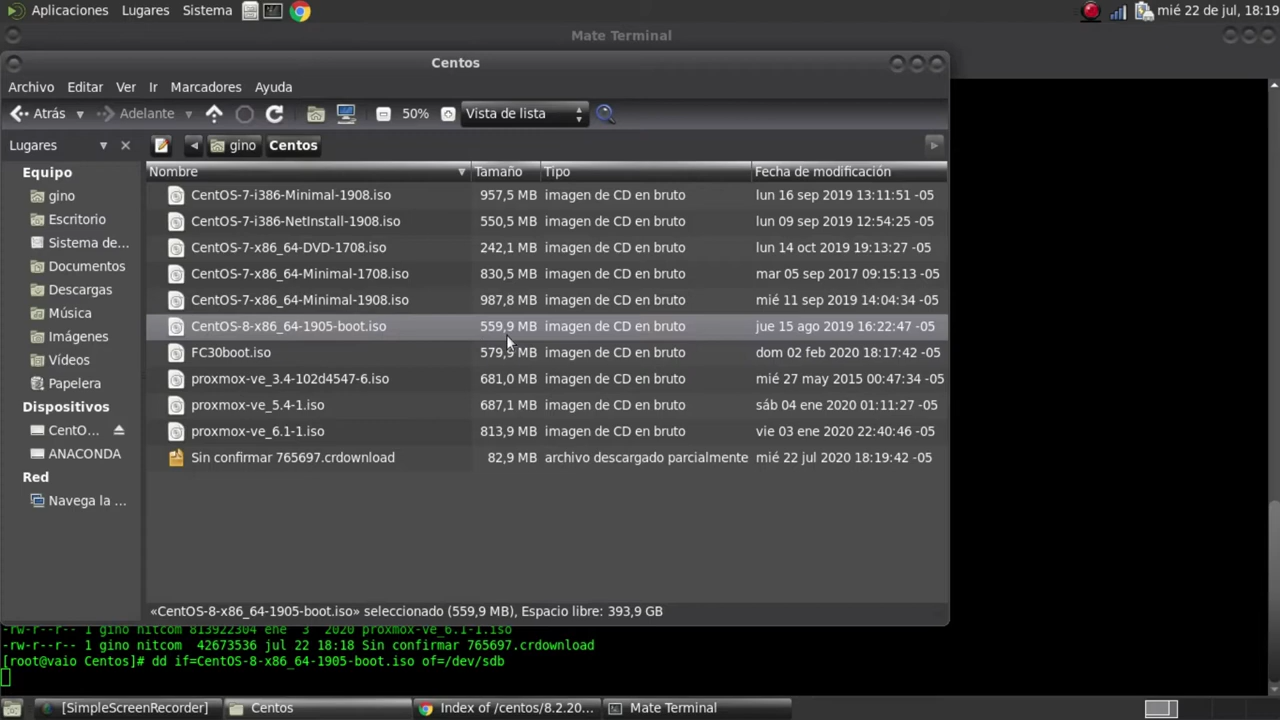 Aplicaciones Lugares Sistema mié 22 de jul, 18:19
Mate Terminal
Centos
Archivo Editar Ver Ir Marcadores Ayuda
Atrás Adelante 50% Vista de lista
Lugares gino Centos
Equipo Nombre Tamaño Tipo Fecha de modificación
gino CentOS-7-i386-Minimal-1908.iso 957,5 MB imagen de CD en bruto lun 16 sep 2019 13:11:51 -05
Escritorio CentOS-7-i386-NetInstall-1908.iso 550,5 MB imagen de CD en bruto lun 09 sep 2019 12:54:25 -05
Sistema de... CentOS-7-x86_64-DVD-1708.iso 242,1 MB imagen de CD en bruto lun 14 oct 2019 19:13:27 -05
Documentos CentOS-7-x86_64-Minimal-1708.iso 830,5 MB imagen de CD en bruto mar 05 sep 2017 09:15:13 -05
Descargas CentOS-7-x86_64-Minimal-1908.iso 987,8 MB imagen de CD en bruto mié 11 sep 2019 14:04:34 -05
Música CentOS-8-x86_64-1905-boot.iso 559,9 MB imagen de CD en bruto jue 15 ago 2019 16:22:47 -05
Imágenes FC30boot.iso 579,9 MB imagen de CD en bruto dom 02 feb 2020 18:17:42 -05
Vídeos proxmox-ve_3.4-102d4547-6.iso 681,0 MB imagen de CD en bruto mié 27 may 2015 00:47:34 -05
Papelera proxmox-ve_5.4-1.iso 687,1 MB imagen de CD en bruto sáb 04 ene 2020 01:11:27 -05
Dispositivos proxmox-ve_6.1-1.iso 813,9 MB imagen de CD en bruto vie 03 ene 2020 22:40:46 -05
CentO... Sin confirmar 765697.crdownload 82,9 MB archivo descargado parcialmente mié 22 jul 2020 18:19:42 -05
ANACONDA
Red
Navega la ...
«CentOS-8-x86_64-1905-boot.iso» seleccionado (559,9 MB), Espacio libre: 393,9 GB
-rw-r--r-- 1 gino nitcom 813922304 ene 3 2020 proxmox-ve_6.1-1.iso
-rw-r--r-- 1 gino nitcom 42673536 jul 22 18:18 Sin confirmar 765697.crdownload
[root@vaio Centos]# dd if=CentOS-8-x86_64-1905-boot.iso of=/dev/sdb
[SimpleScreenRecorder] Centos Index of /centos/8.2.20... Mate Terminal